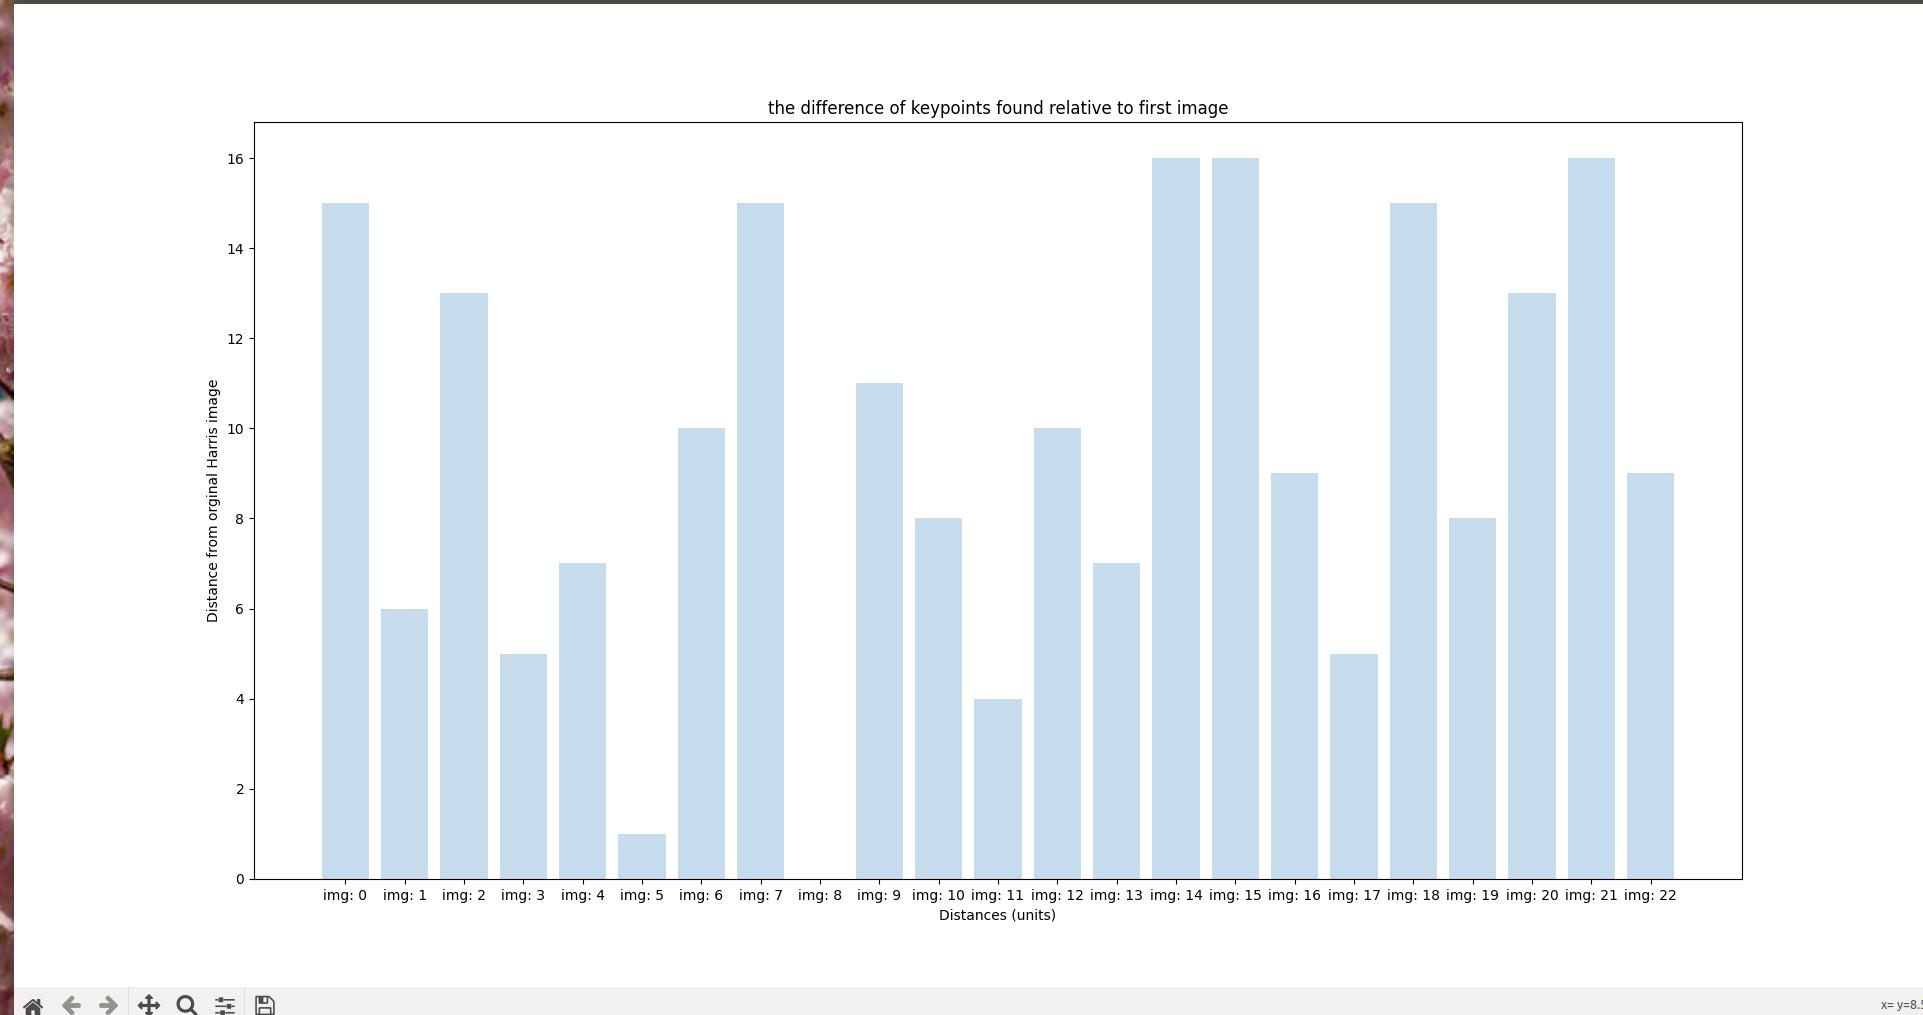 the difference of keypoints found relative to first image
16
14
12
10
8
6
4
2
0
Distance from orginal Harris image
img: 0 img: 1 img: 2 img: 3 img: 4 img: 5 img: 6 img: 7 img: 8 img: 9 img: 10 img: 11 img: 12 img: 13 img: 14 img: 15 img: 16 img: 17 img: 18 img: 19 img: 20 img: 21 img: 22
Distances (units)
x= y=8.